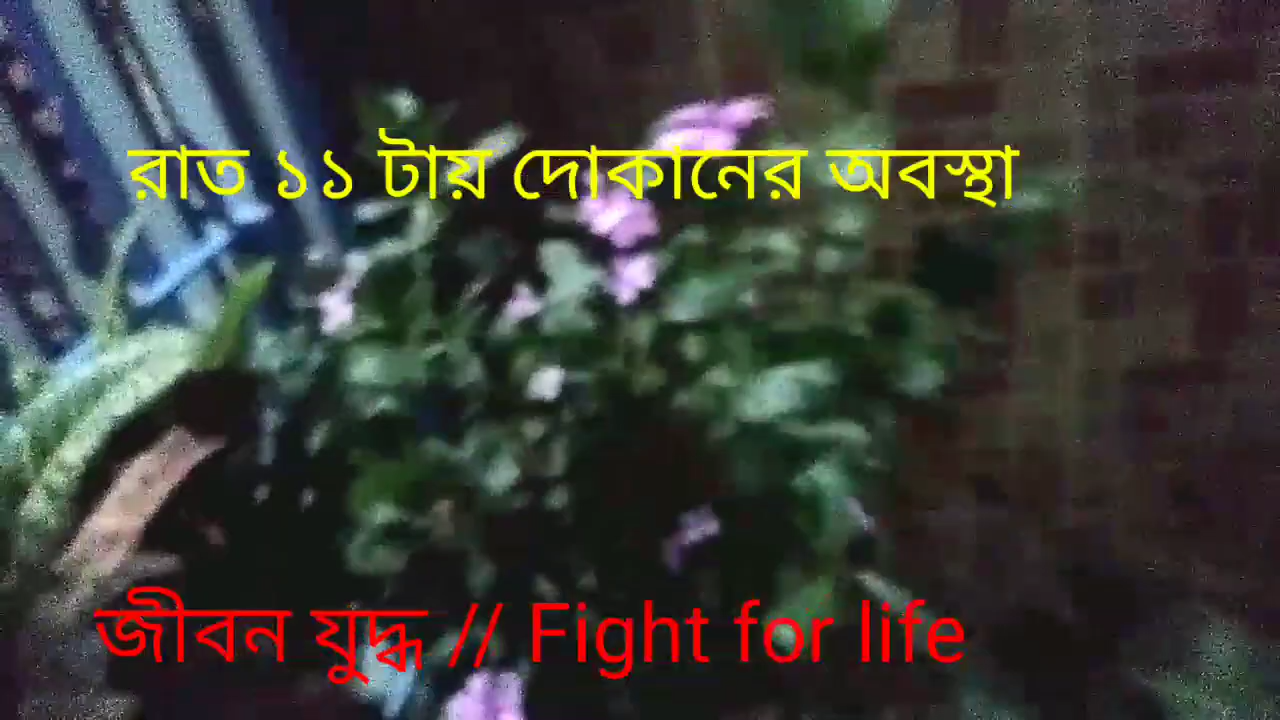 রাত ১১ টায় দোকানের অবস্থা
জীবন যুদ্ধ // Fight for life